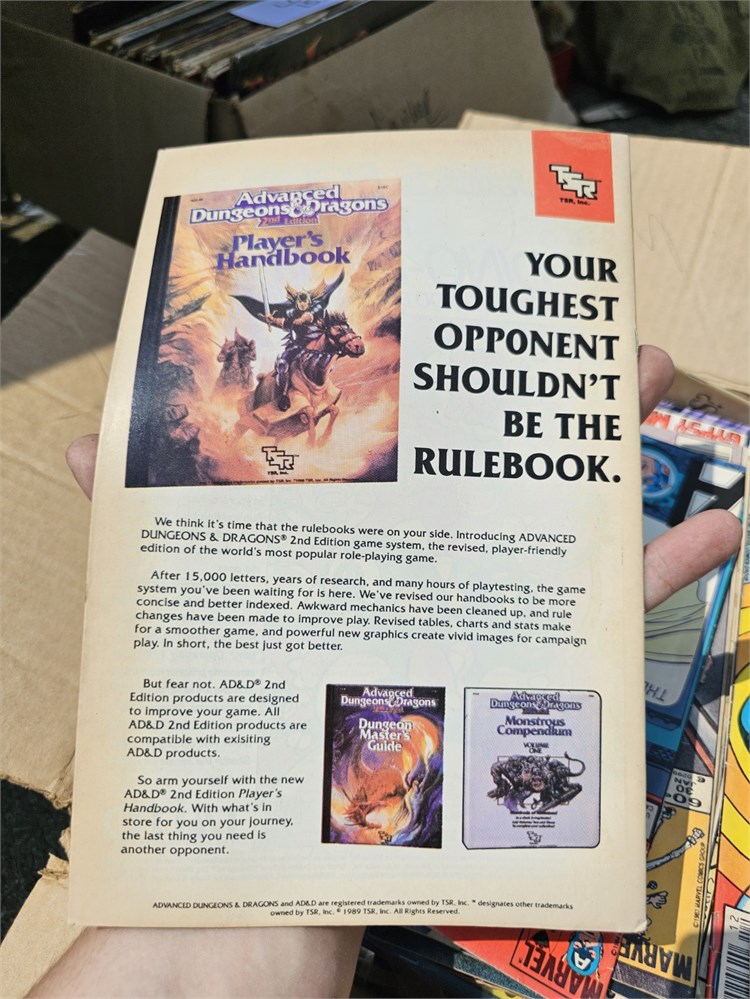 TSR
TSR, Inc.
Advanced
Dungeons & Dragons
2nd Edition
Player's
Handbook
TSR
TSR, Inc.
YOUR
TOUGHEST
OPPONENT
SHOULDN'T
BE THE
RULEBOOK.
We think it's time that the rulebooks were on your side. Introducing ADVANCED
DUNGEONS & DRAGONS® 2nd Edition game system, the revised, player-friendly
edition of the world's most popular role-playing game.
After 15,000 letters, years of research, and many hours of playtesting, the game
system you've been waiting for is here. We've revised our handbooks to be more
concise and better indexed. Awkward mechanics have been cleaned up, and rule
changes have been made to improve play. Revised tables, charts and stats make
for a smoother game, and powerful new graphics create vivid images for campaign
play. In short, the best just got better.
But fear not. AD&D® 2nd
Edition products are designed
to improve your game. All
AD&D 2nd Edition products are
compatible with exisiting
AD&D products.
So arm yourself with the new
AD&D® 2nd Edition Player's
Handbook. With what's in
store for you on your journey,
the last thing you need is
another opponent.
Advanced
Dungeons & Dragons
Dungeon
Master's
Guide
Advanced
Dungeons & Dragons
Monstrous
Compendium
VOLUME
ONE
ADVANCED DUNGEONS & DRAGONS and AD&D are registered trademarks owned by TSR, Inc. ™ designates other trademarks
owned by TSR, Inc. © 1989 TSR, Inc. All Rights Reserved.
60¢
30
JAN
MARVEL
MARVEL
12